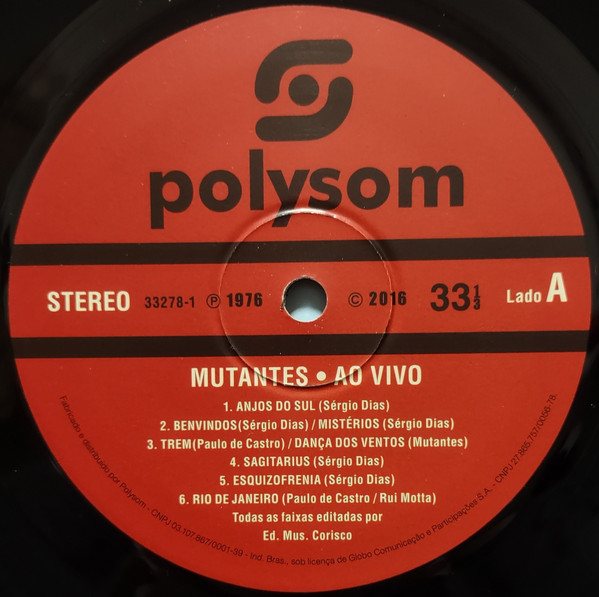 polysom
STEREO 33278-1 Ⓟ 1976 © 2016 33 1/3 Lado A
MUTANTES • AO VIVO
1. ANJOS DO SUL (Sérgio Dias)
2. BENVINDOS(Sérgio Dias) / MISTÉRIOS (Sérgio Dias)
3. TREM(Paulo de Castro) / DANÇA DOS VENTOS (Mutantes)
4. SAGITARIUS (Sérgio Dias)
5. ESQUIZOFRENIA (Sérgio Dias)
6. RIO DE JANEIRO (Paulo de Castro / Rui Motta)
Todas as faixas editadas por
Ed. Mus. Corisco
Fabricado e distribuído por Polysom - CNPJ 03.107.867/0001-89 - Ind. Bras., sob licença de Globo Comunicação e Participações S.A. - CNPJ 27.865.757/0056-78.